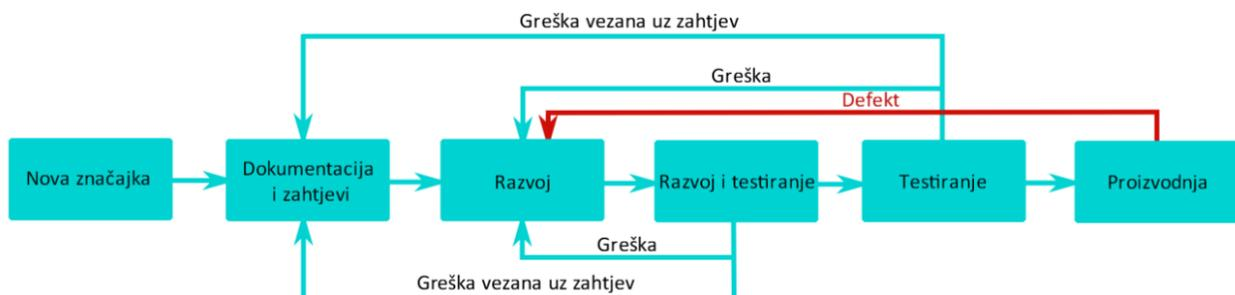 Greška vezana uz zahtjev
Greška
Defekt
Nova značajka
Dokumentacija
i zahtjevi
Razvoj
Razvoj i testiranje
Testiranje
Proizvodnja
Greška
Greška vezana uz zahtjev